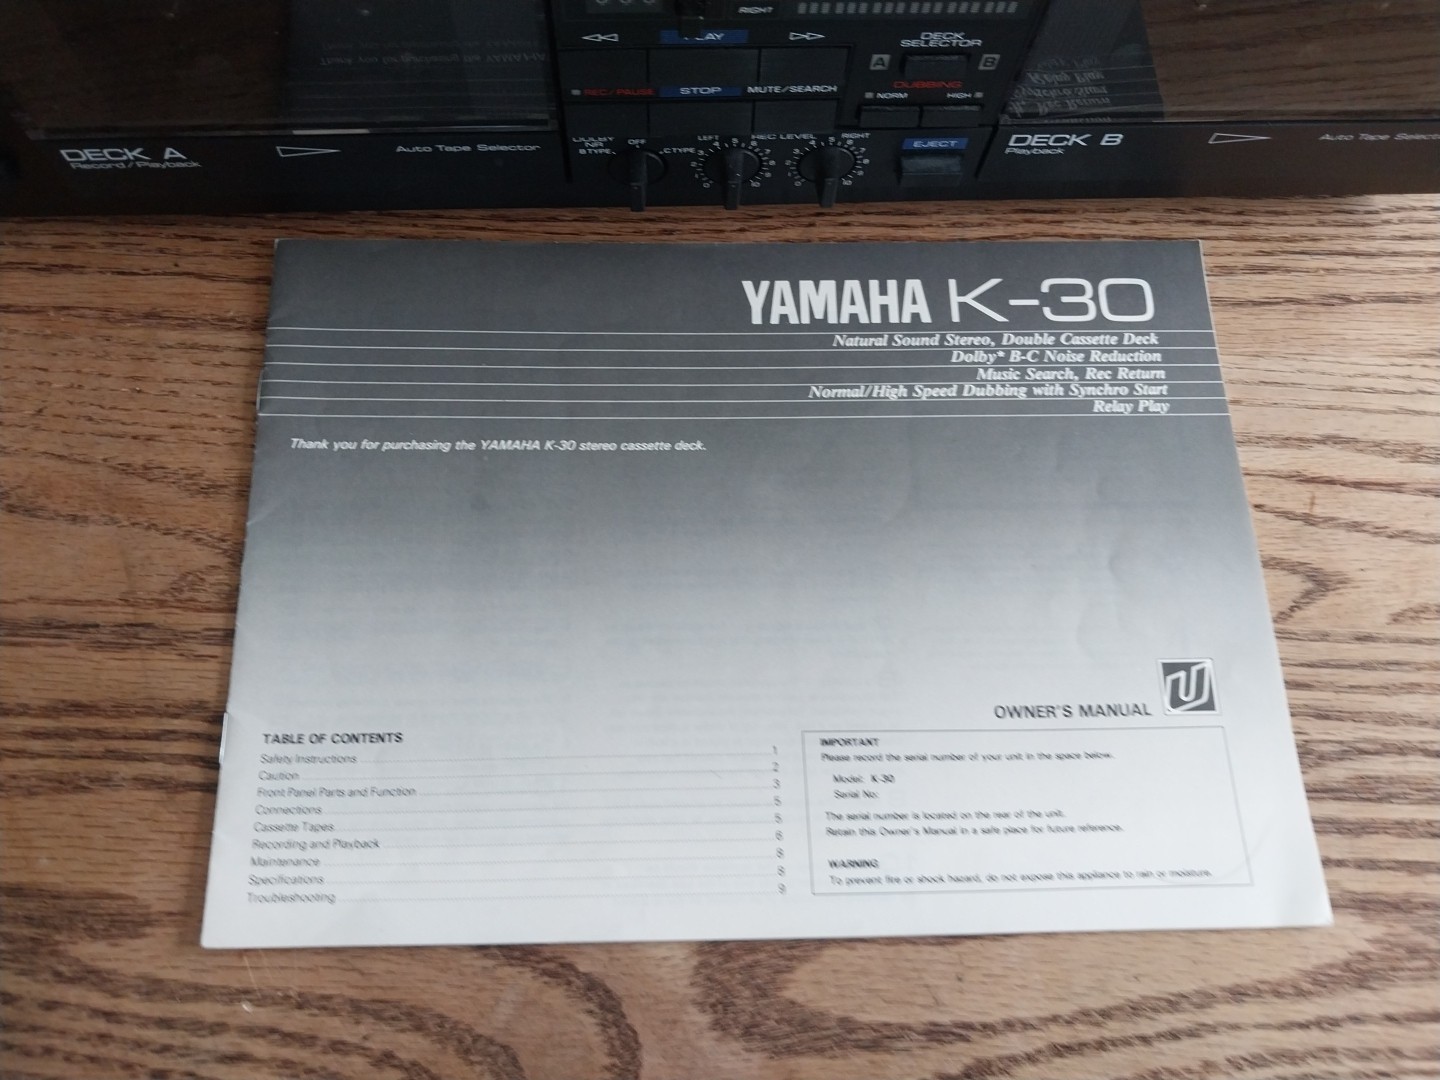 RIGHT
PLAY
DECK
SELECTOR
A
B
REC/PAUSE
STOP
MUTE/SEARCH
DUBBING
NORM
HIGH
DECK A
Record/Playback
Auto Tape Selector
DOLBY
NR
B TYPE
OFF
C TYPE
LEFT
REC LEVEL
RIGHT
EJECT
DECK B
Playback
Auto Tape Selecto
YAMAHA K-30
Natural Sound Stereo, Double Cassette Deck
Dolby* B-C Noise Reduction
Music Search, Rec Return
Normal/High Speed Dubbing with Synchro Start
Relay Play
Thank you for purchasing the YAMAHA K-30 stereo cassette deck.
OWNER'S MANUAL
TABLE OF CONTENTS
Safety Instructions 1
Caution 2
Front Panel Parts and Function 3
Connections 5
Cassette Tapes 5
Recording and Playback 6
Maintenance 8
Specifications 8
Troubleshooting 9
IMPORTANT
Please record the serial number of your unit in the space below.
Model: K-30
Serial No:
The serial number is located on the rear of the unit.
Retain this Owner's Manual in a safe place for future reference.
WARNING
To prevent fire or shock hazard, do not expose this appliance to rain or moisture.